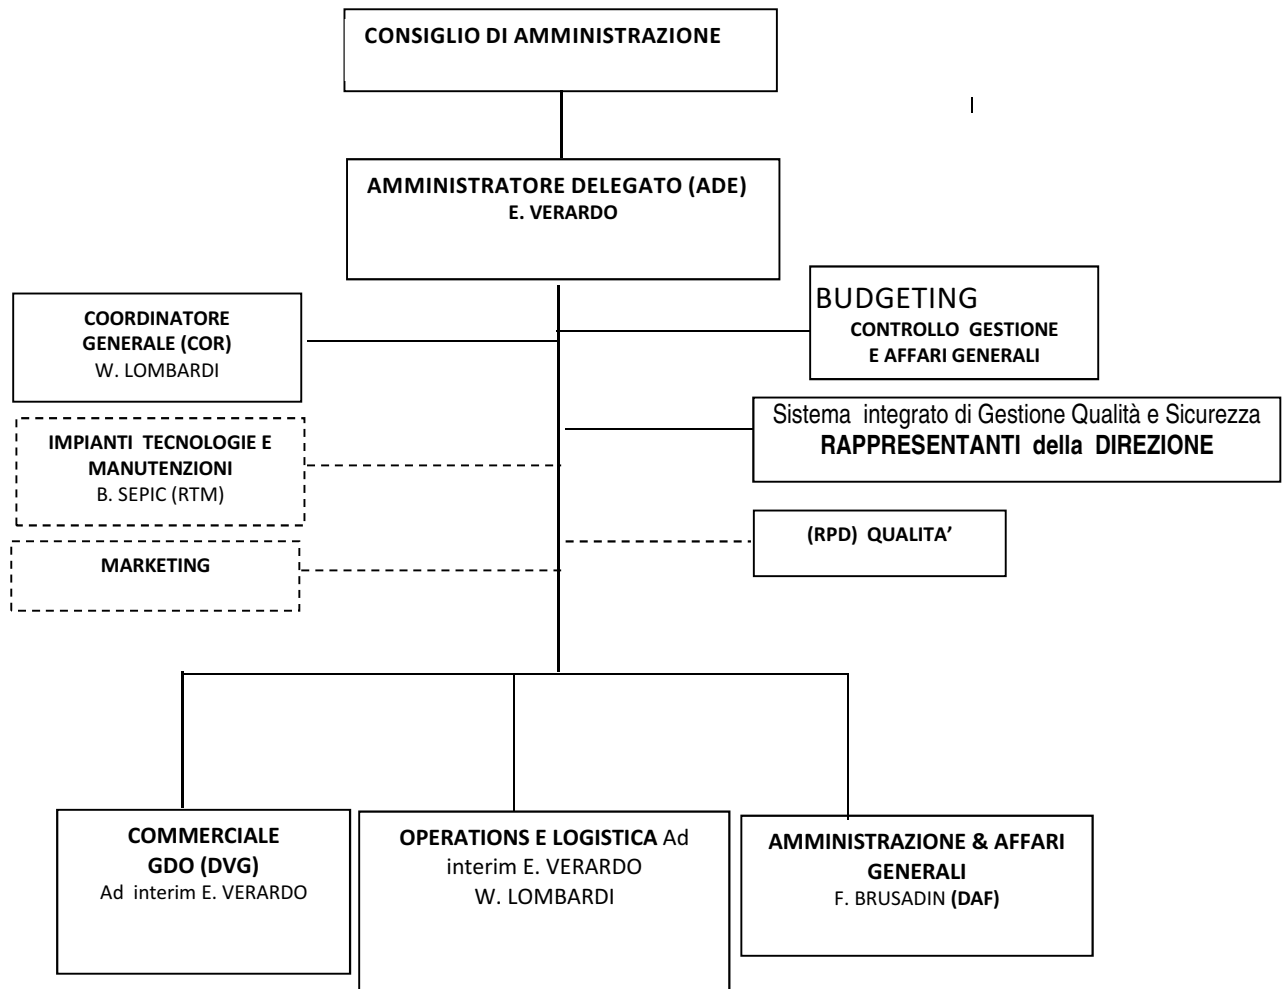 CONSIGLIO DI AMMINISTRAZIONE
AMMINISTRATORE DELEGATO (ADE)
E. VERARDO
COORDINATORE
GENERALE (COR)
W. LOMBARDI
BUDGETING
CONTROLLO GESTIONE
E AFFARI GENERALI
Sistema integrato di Gestione Qualità e Sicurezza
RAPPRESENTANTI della DIREZIONE
IMPIANTI TECNOLOGIE E
MANUTENZIONI
B. SEPIC (RTM)
(RPD) QUALITA’
MARKETING
COMMERCIALE
GDO (DVG)
Ad interim E. VERARDO
OPERATIONS E LOGISTICA Ad
interim E. VERARDO
W. LOMBARDI
AMMINISTRAZIONE & AFFARI
GENERALI
F. BRUSADIN (DAF)